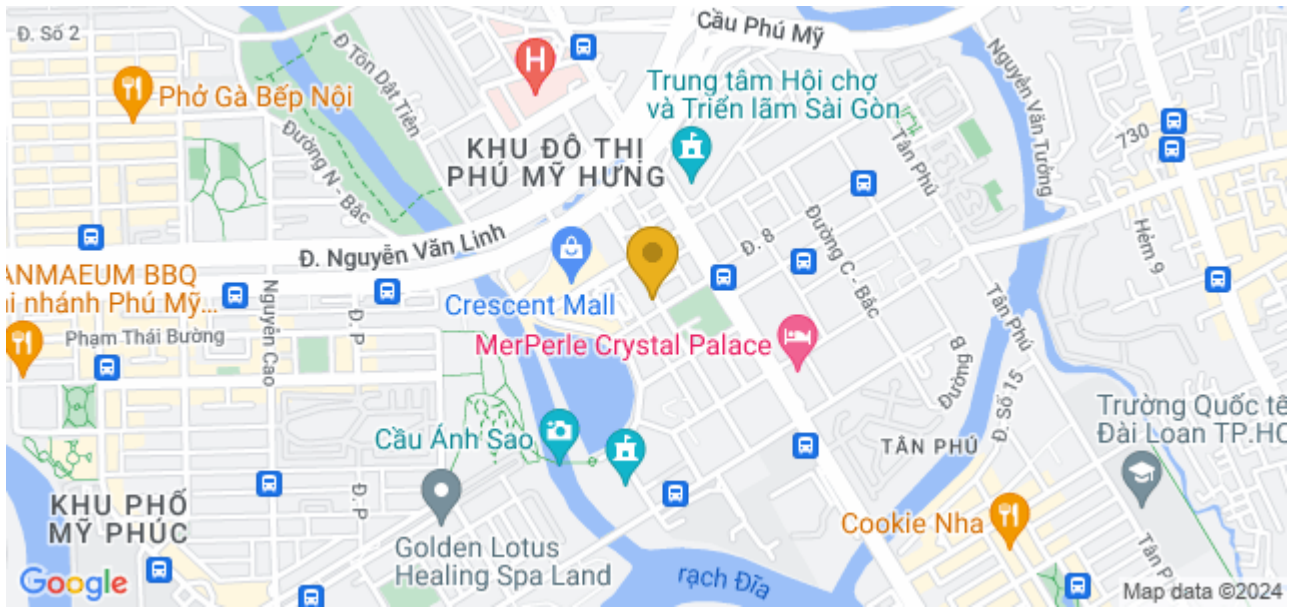 Đ. Số 2
Cầu Phú Mỹ
Đ Tôn Dật Tiên
Nguyễn Văn Tưởng
H
Phở Gà Bếp Nội
Trung tâm Hội chợ
và Triển lãm Sài Gòn
730
Đường N - Bắc
KHU ĐÔ THỊ
PHÚ MỸ HƯNG
Tân Phú
Đ. Nguyễn Văn Linh
Đ. 8
Đường C - Bắc
Hẻm 9
ANMAEUM BBQ
i nhánh Phú Mỹ...
Nguyễn Cao
Đ. P
Crescent Mall
Tân Phú
Phạm Thái Bường
MerPerle Crystal Palace
Đường B
Đ. Số 15
Trường Quốc tế
Đài Loan TP.HC
Cầu Ánh Sao
TÂN PHÚ
KHU PHỐ
MỸ PHÚC
Đ. P
Cookie Nha
Golden Lotus
Healing Spa Land
Tân P
rạch Đỉa
Google
Map data ©2024